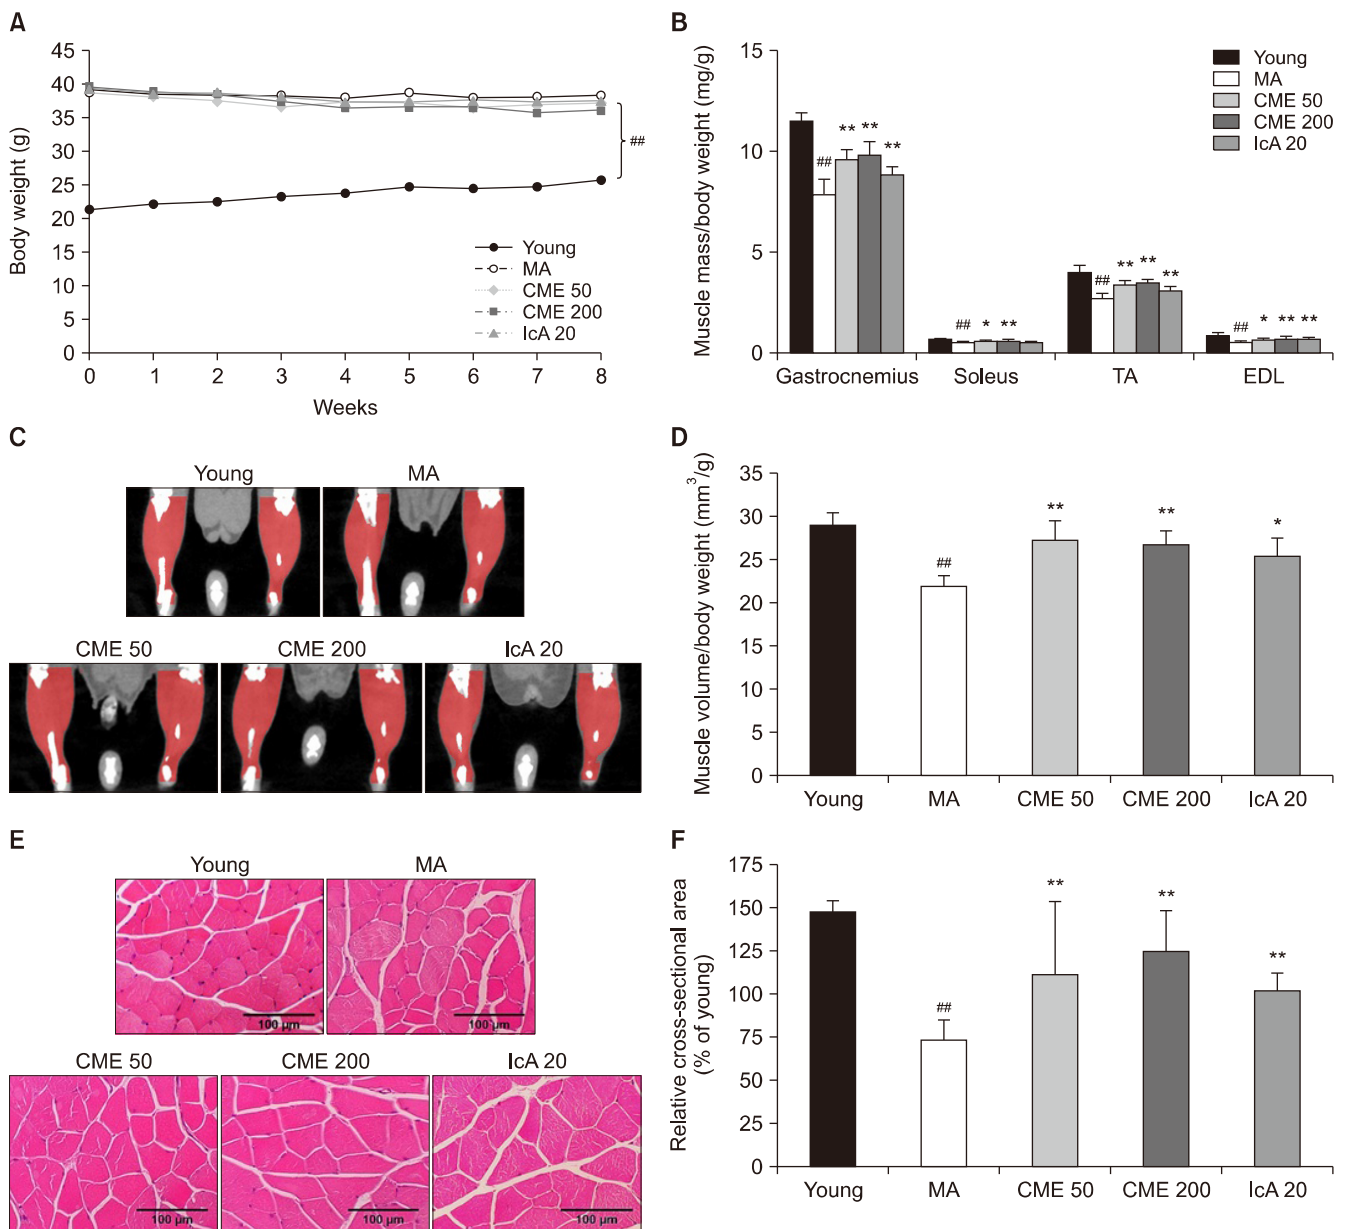 A
45
40
35
30
25
20
15
10
5
0
Body weight (g)
##
Young
MA
CME 50
CME 200
IcA 20
0 1 2 3 4 5 6 7 8
Weeks
B
15
10
5
0
Muscle mass/body weight (mg/g)
Young
MA
CME 50
CME 200
IcA 20
## ** ** **
## * **
## ** ** **
## * ** **
Gastrocnemius Soleus TA EDL
C
Young MA
CME 50 CME 200 IcA 20
D
35
30
25
20
15
10
5
0
Muscle volume/body weight (mm³/g)
## ** ** *
Young MA CME 50 CME 200 IcA 20
E
Young MA
100 µm 100 µm
CME 50 CME 200 IcA 20
100 µm 100 µm 100 µm
F
175
150
125
100
75
50
25
0
Relative cross-sectional area
(% of young)
## ** ** **
Young MA CME 50 CME 200 IcA 20